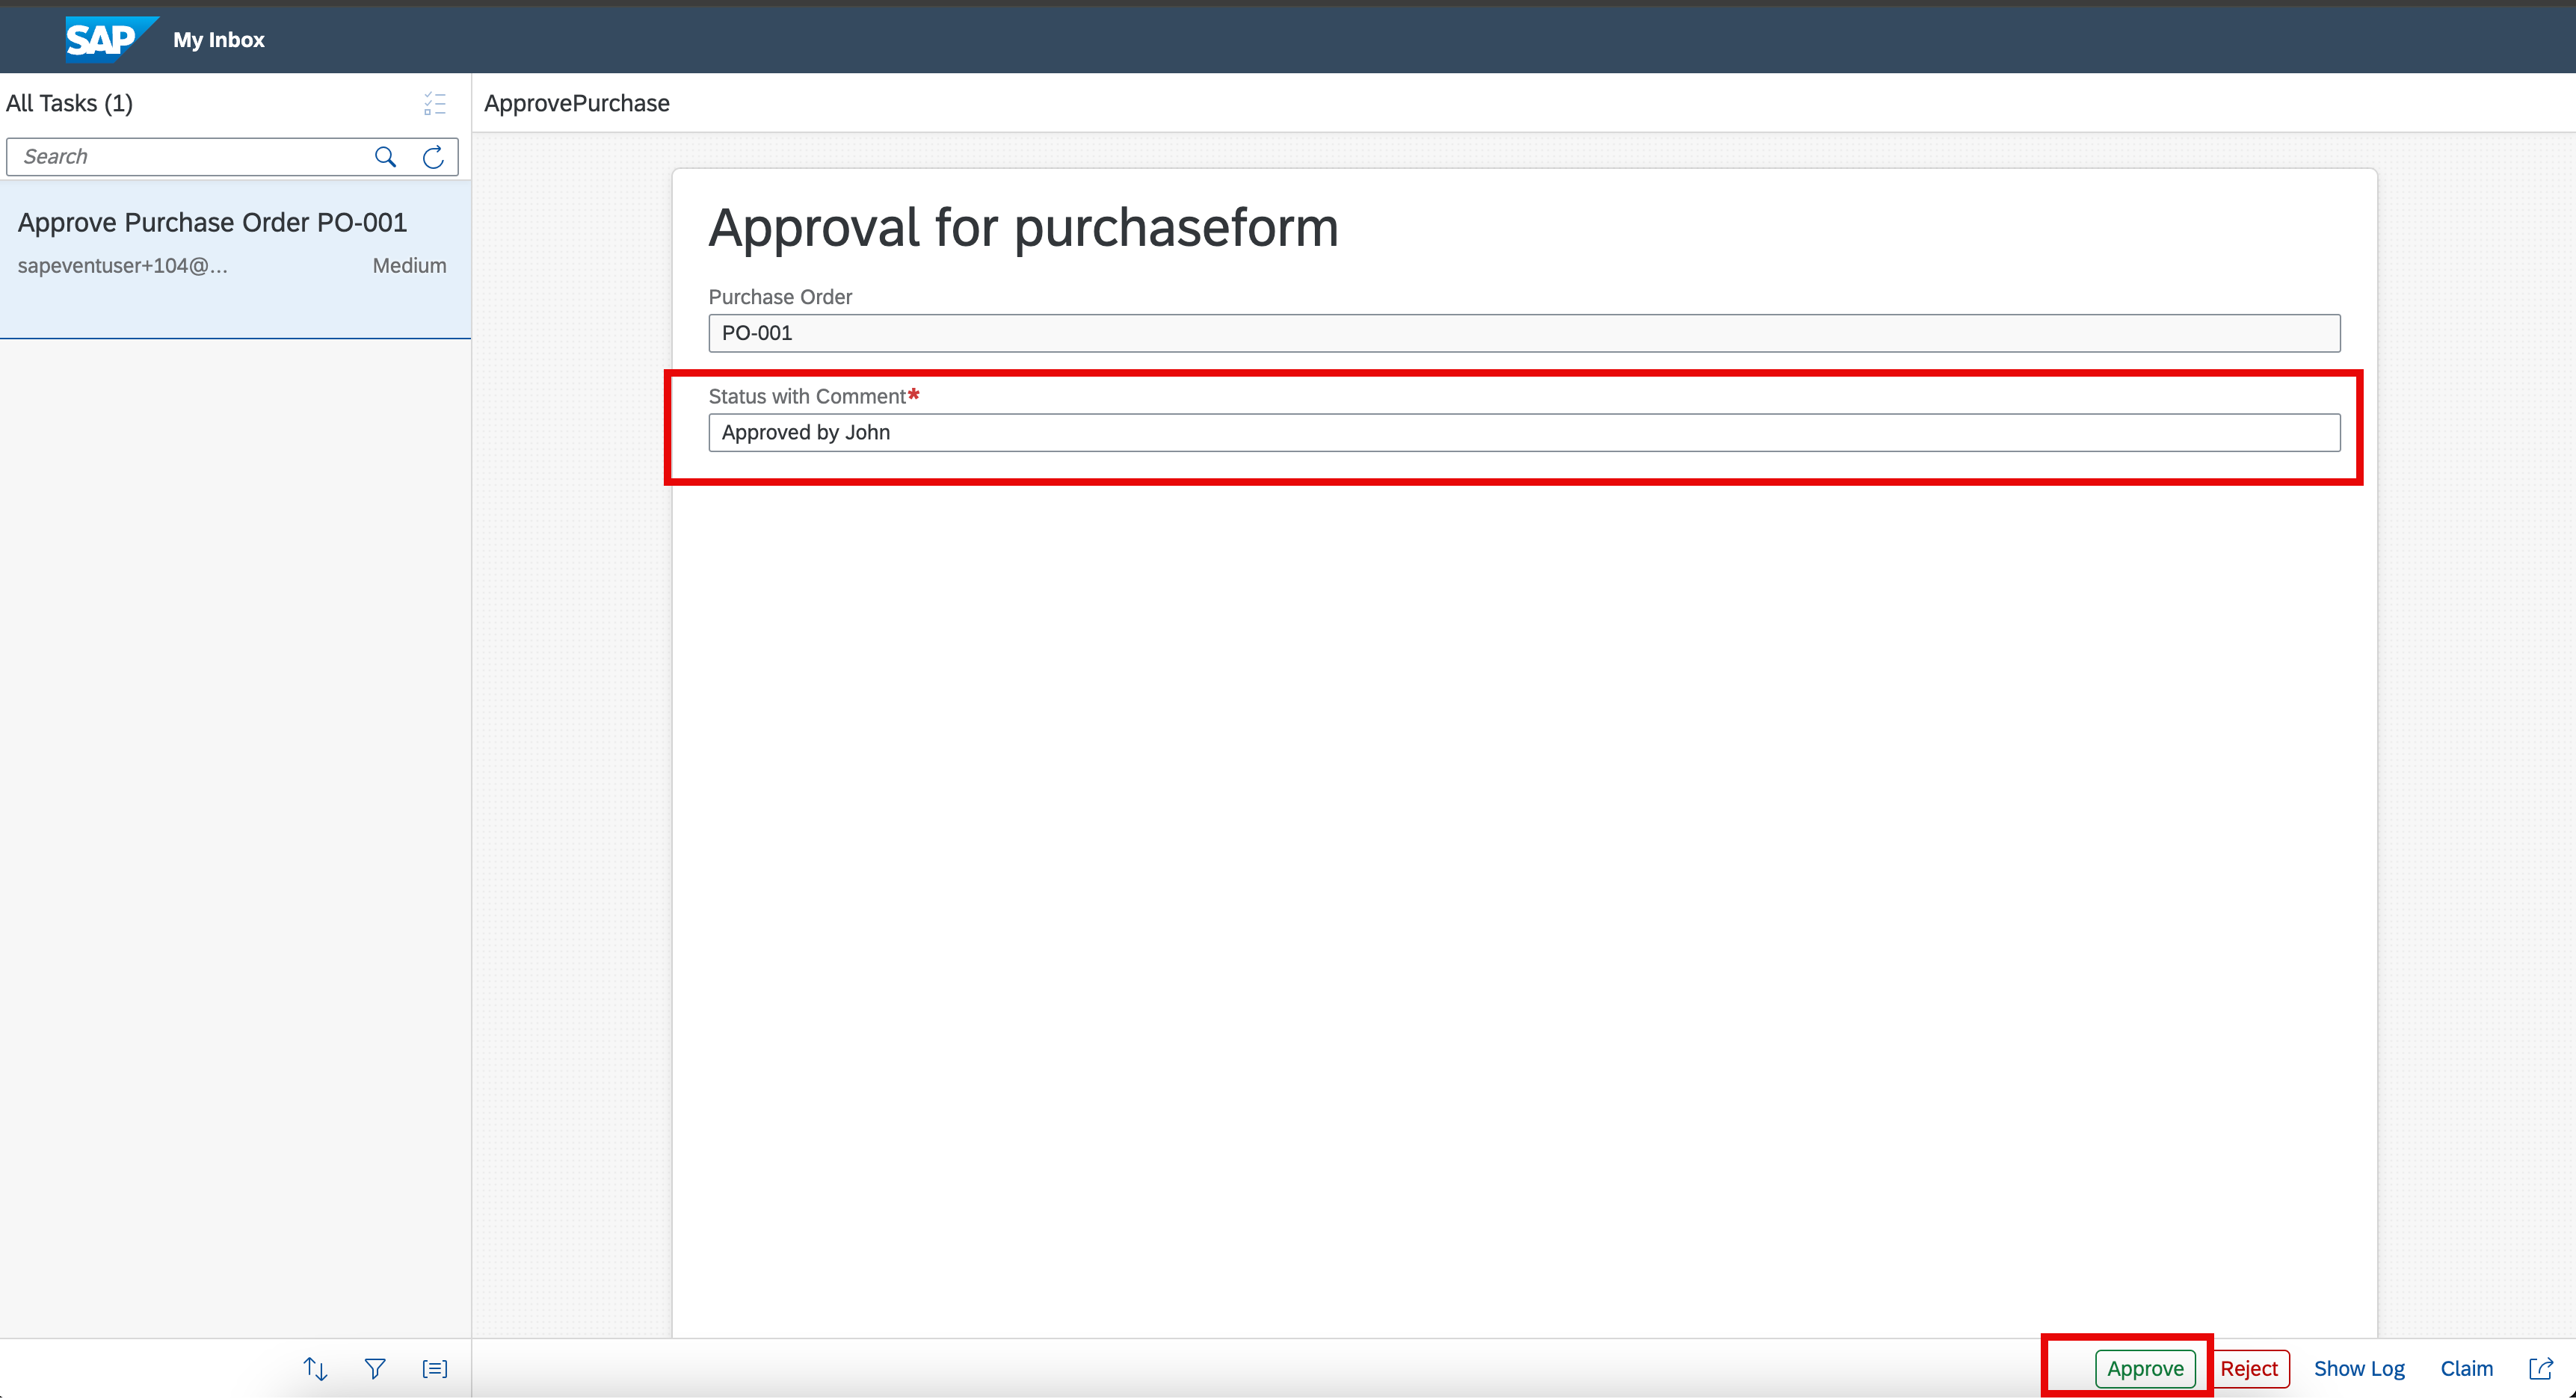 SAP My Inbox
All Tasks (1)
Search
Approve Purchase Order PO-001
sapeventuser+104@... Medium
ApprovePurchase
Approval for purchaseform
Purchase Order
PO-001
Status with Comment*
Approved by John
Approve Reject Show Log Claim